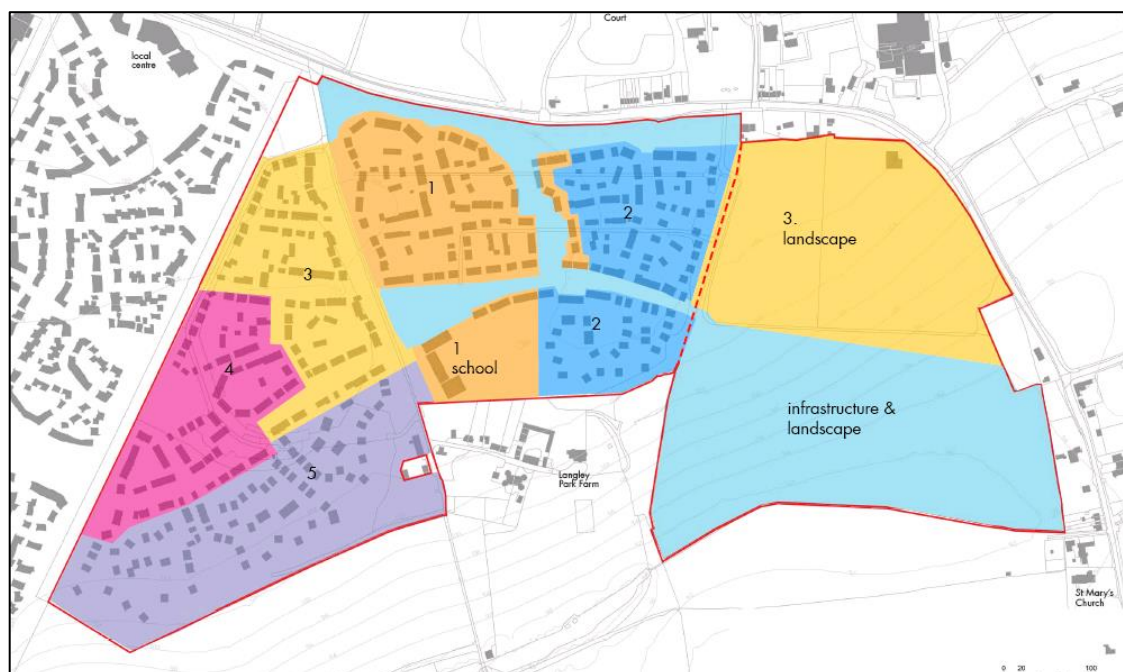 Court
local
centre
1
2
3.
landscape
3
2
1
school
4
infrastructure &
landscape
5
Langley
Park Farm
St Mary's
Church
0 20 100